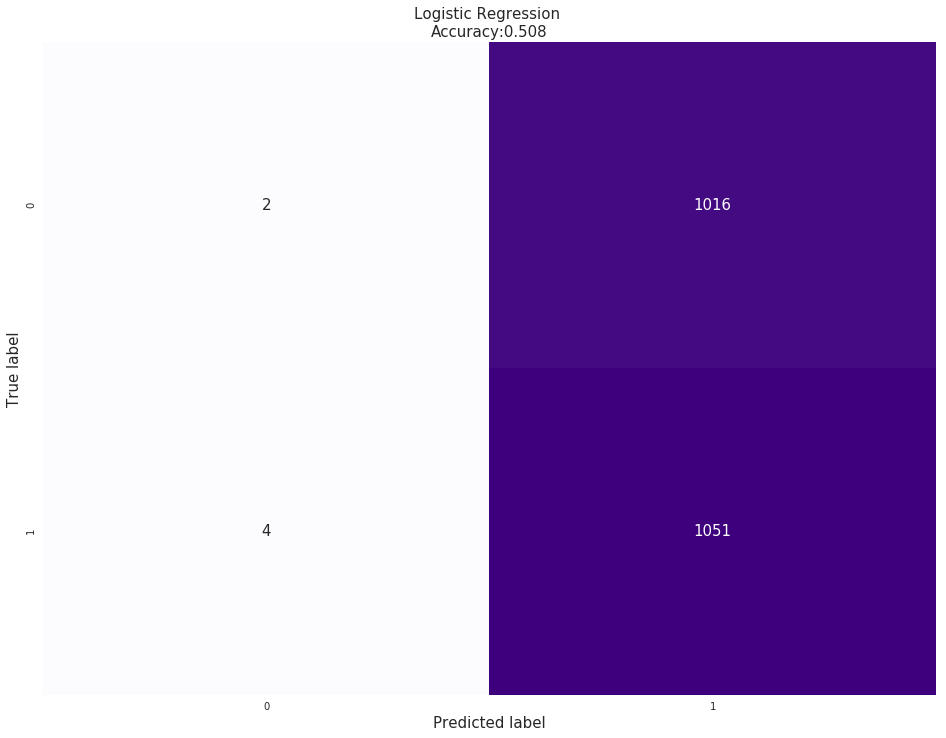 Logistic Regression
Accuracy:0.508
True label
0
2
1016
1
4
1051
0
1
Predicted label